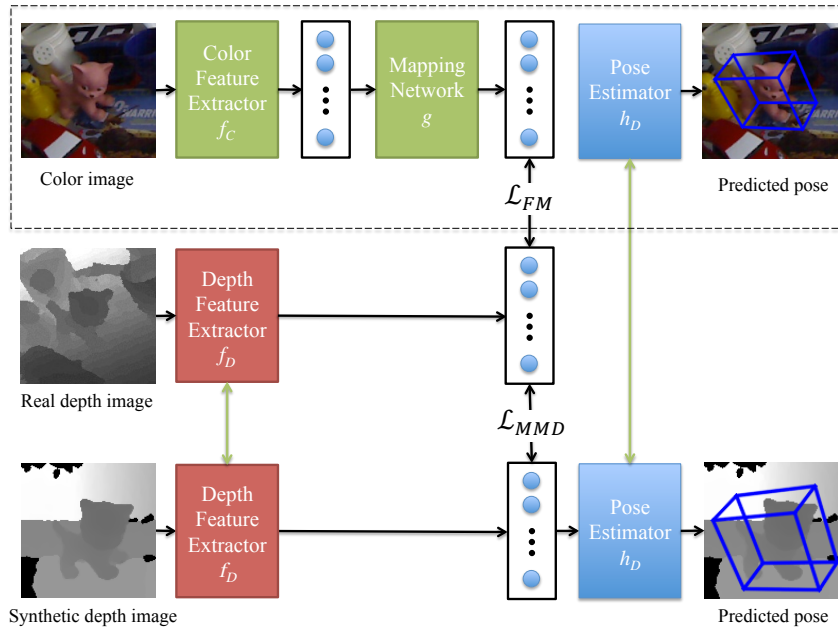 Color
Feature
Extractor
f_C
Mapping
Network
g
Pose
Estimator
h_D
Color image
Predicted pose
ℒ_FM
Depth
Feature
Extractor
f_D
Real depth image
ℒ_MMD
Depth
Feature
Extractor
f_D
Pose
Estimator
h_D
Synthetic depth image
Predicted pose